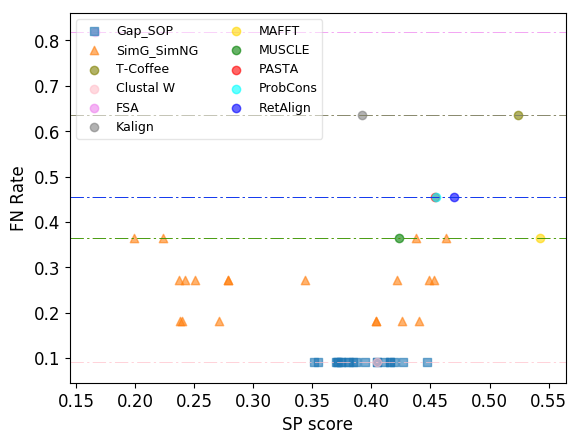 Gap_SOP
SimG_SimNG
T-Coffee
Clustal W
FSA
Kalign
MAFFT
MUSCLE
PASTA
ProbCons
RetAlign
FN Rate
0.8
0.7
0.6
0.5
0.4
0.3
0.2
0.1
0.15 0.20 0.25 0.30 0.35 0.40 0.45 0.50 0.55
SP score